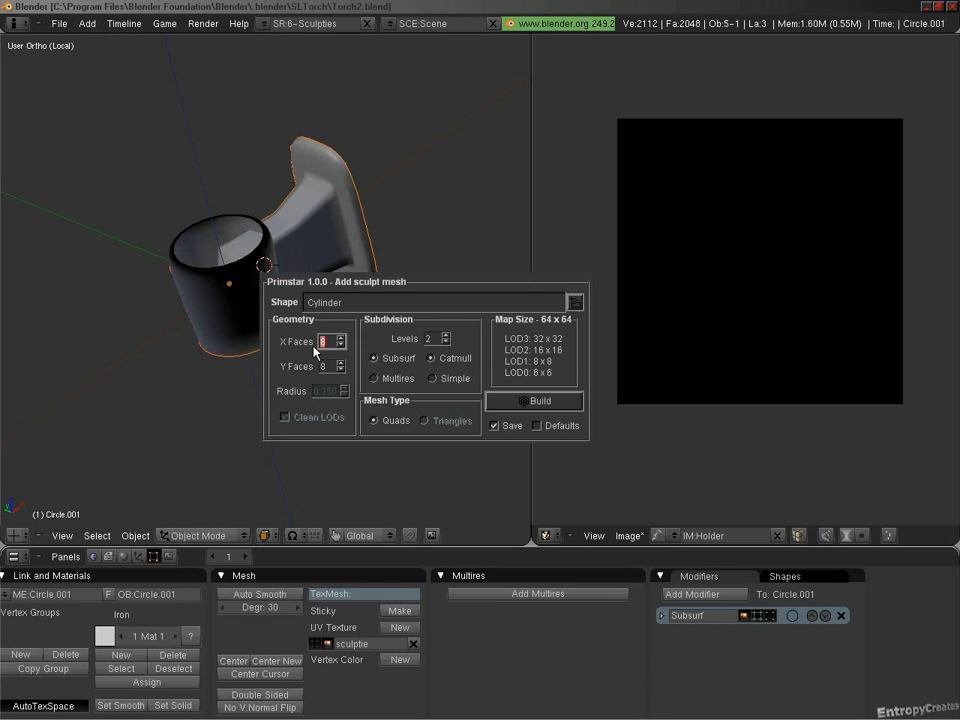 Blender [C:\Program Files\Blender Foundation\Blender\.blender\SLTorch\Torch2.blend]
File Add Timeline Game Render Help SR:6-Sculpties SCE:Scene www.blender.org 249.2 Ve:2112 | Fa:2048 | Ob:5-1 | La:3 | Mem:1.60M (0.55M) | Time: | Circle.001
User Ortho (Local)
Primstar 1.0.0 - Add sculpt mesh
Shape Cylinder
Geometry Subdivision Map Size - 64 x 64
X Faces 8 Levels 2 LOD3: 32 x 32
LOD2: 16 x 16
Subsurf Catmull LOD1: 8 x 8
Y Faces 8 LOD0: 6 x 6
Multires Simple
Radius 0.250
Mesh Type Build
Clean LODs Quads Triangles Save Defaults
(1) Circle.001
View Select Object Object Mode Global View Image* IM:Holder
Panels 1
Link and Materials Mesh Multires Modifiers Shapes
ME:Circle.001 F OB:Circle.001 Auto Smooth TexMesh: Add Multires Add Modifier To: Circle.001
Degr: 30
Vertex Groups Iron Sticky Make Subsurf
UV Texture New
1 Mat 1 ? sculptie
New Delete New Delete Center Center New Vertex Color New
Copy Group Select Deselect Center Cursor
Assign
Double Sided
AutoTexSpace Set Smooth Set Solid No V.Normal Flip
EntropyCreates